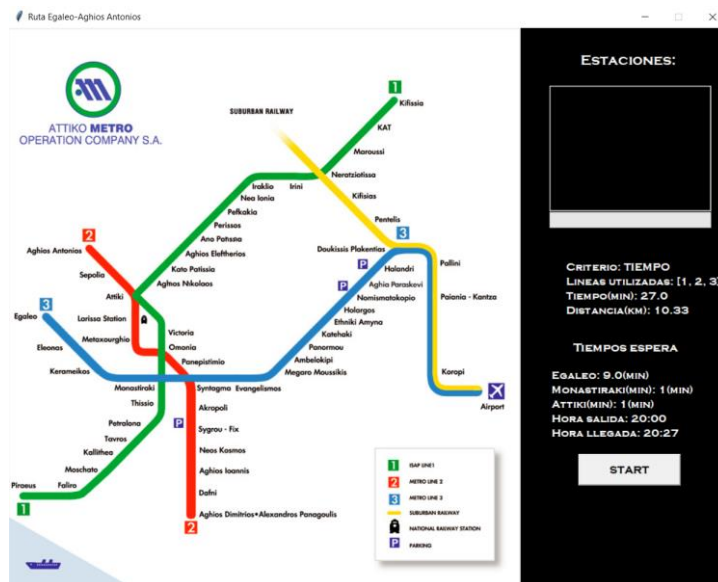 Ruta Egaleo-Aghios Antonios
ATTIKO METRO
OPERATION COMPANY S.A.
SUBURBAN RAILWAY
1
Kifissia
KAT
Maroussi
Neratziotissa
Irini
Iraklio
Nea Ionia
Pefkakia
Perissos
Ano Patissia
Aghios Eleftherios
Kato Patissia
Aghios Nikolaos
Kifisias
Pentelis
3
Doukissis Plakentias
Pallini
P
Halandri
P
Aghia Paraskevi
Nomismatokopio
Paiania - Kantza
Holargos
Ethniki Amyna
Katehaki
Panormou
Ambelokipi
Megaro Moussikis
Koropi
Airport
2
Aghios Antonios
Sepolia
Attiki
3
Egaleo
Larissa Station
Victoria
Eleonas
Metaxourghio
Omonia
Panepistimio
Kerameikos
Monastiraki
Syntagma
Evangelismos
Thissio
Akropoli
Petralona
P
Sygrou - Fix
Tavros
Kallithea
Neos Kosmos
Moschato
Aghios Ioannis
Piraeus
Faliro
Dafni
1
2
Aghios Dimitrios•Alexandros Panagoulis
1 ISAP LINE1
2 METRO LINE 2
3 METRO LINE 3
SUBURBAN RAILWAY
NATIONAL RAILWAY STATION
P PARKING
Estaciones:
Criterio: TIEMPO
Lineas utilizadas: [1, 2, 3]
Tiempo(min): 27.0
Distancia(km): 10.33
Tiempos espera
Egaleo: 9.0(min)
Monastiraki(min): 1(min)
Attiki(min): 1(min)
Hora salida: 20:00
Hora llegada: 20:27
START